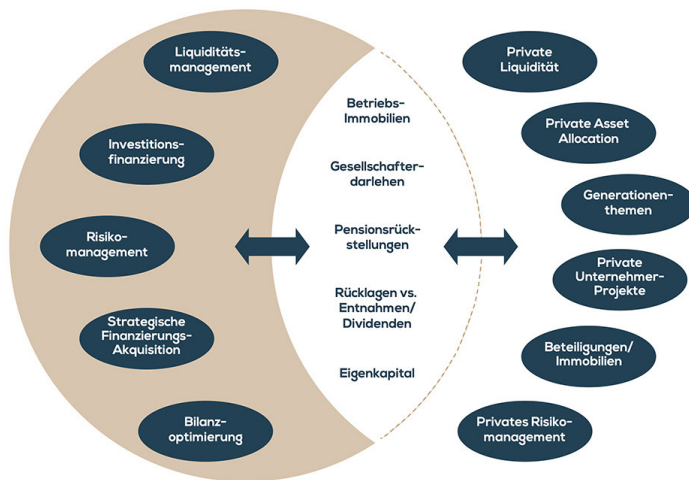 Liquiditäts-
management
Investitions-
finanzierung
Risiko-
management
Strategische
Finanzierungs-
Akquisition
Bilanz-
optimierung
Betriebs-
Immobilien
Gesellschafter-
darlehen
Pensionsrück-
stellungen
Rücklagen vs.
Entnahmen/
Dividenden
Eigenkapital
Private
Liquidität
Private Asset
Allocation
Generationen-
themen
Private
Unternehmer-
Projekte
Beteiligungen/
Immobilien
Privates Risiko-
management